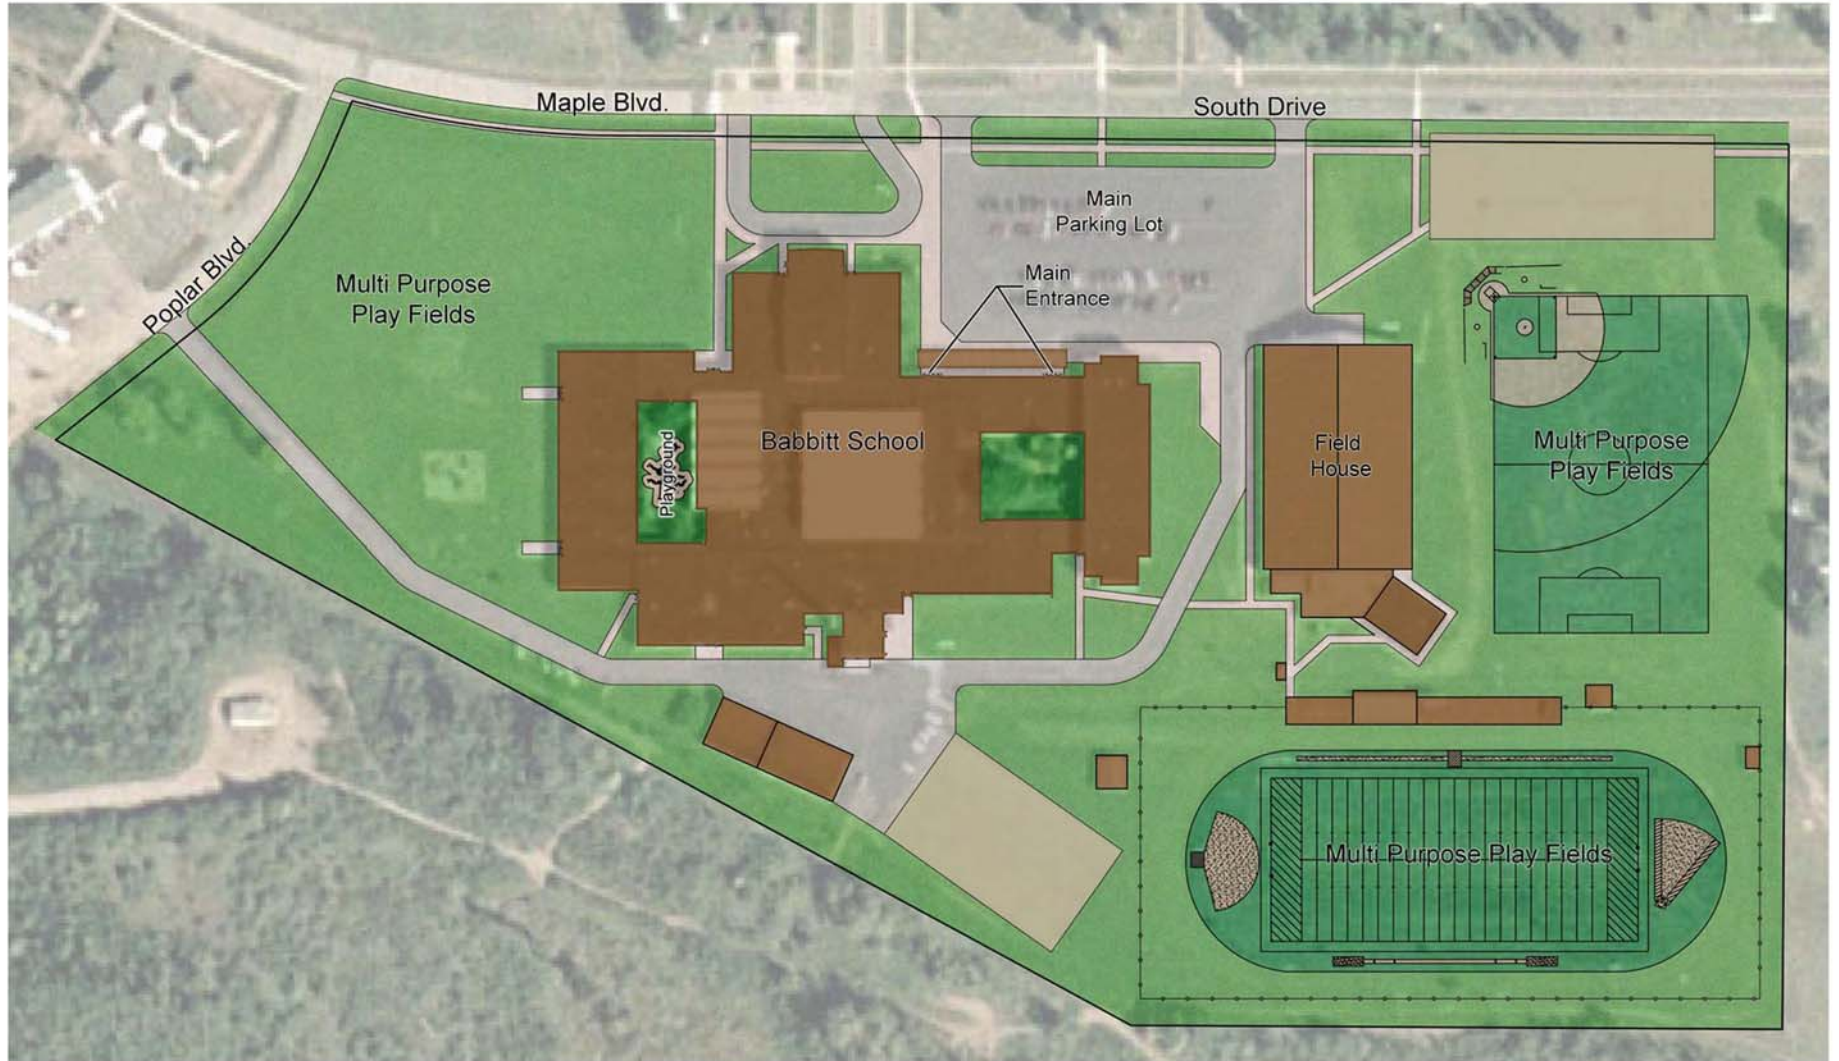 Maple Blvd.
South Drive
Main
Parking Lot
Poplar Blvd.
Multi Purpose
Play Fields
Main
Entrance
Playground
Babbitt School
Field
House
Multi Purpose
Play Fields
Multi Purpose Play Fields